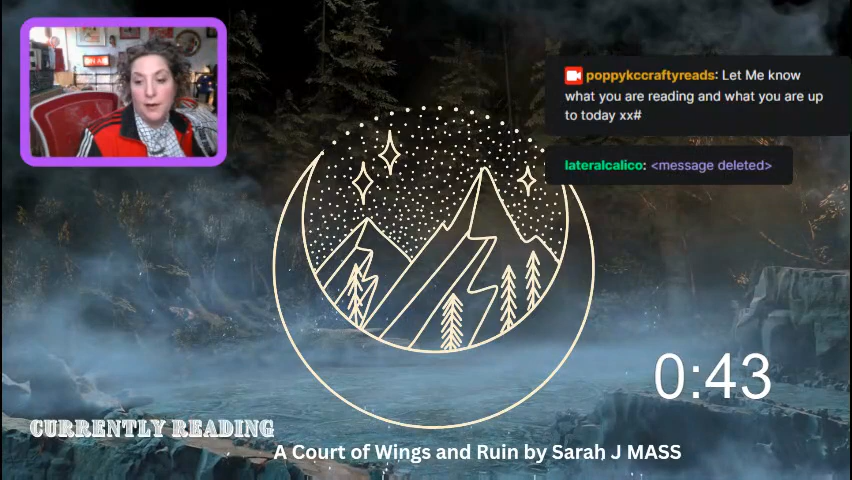 poppykccraftyreads: Let Me know
what you are reading and what you are up
to today xx#
lateralcalico: <message deleted>
0:43
CURRENTLY READING
A Court of Wings and Ruin by Sarah J MASS